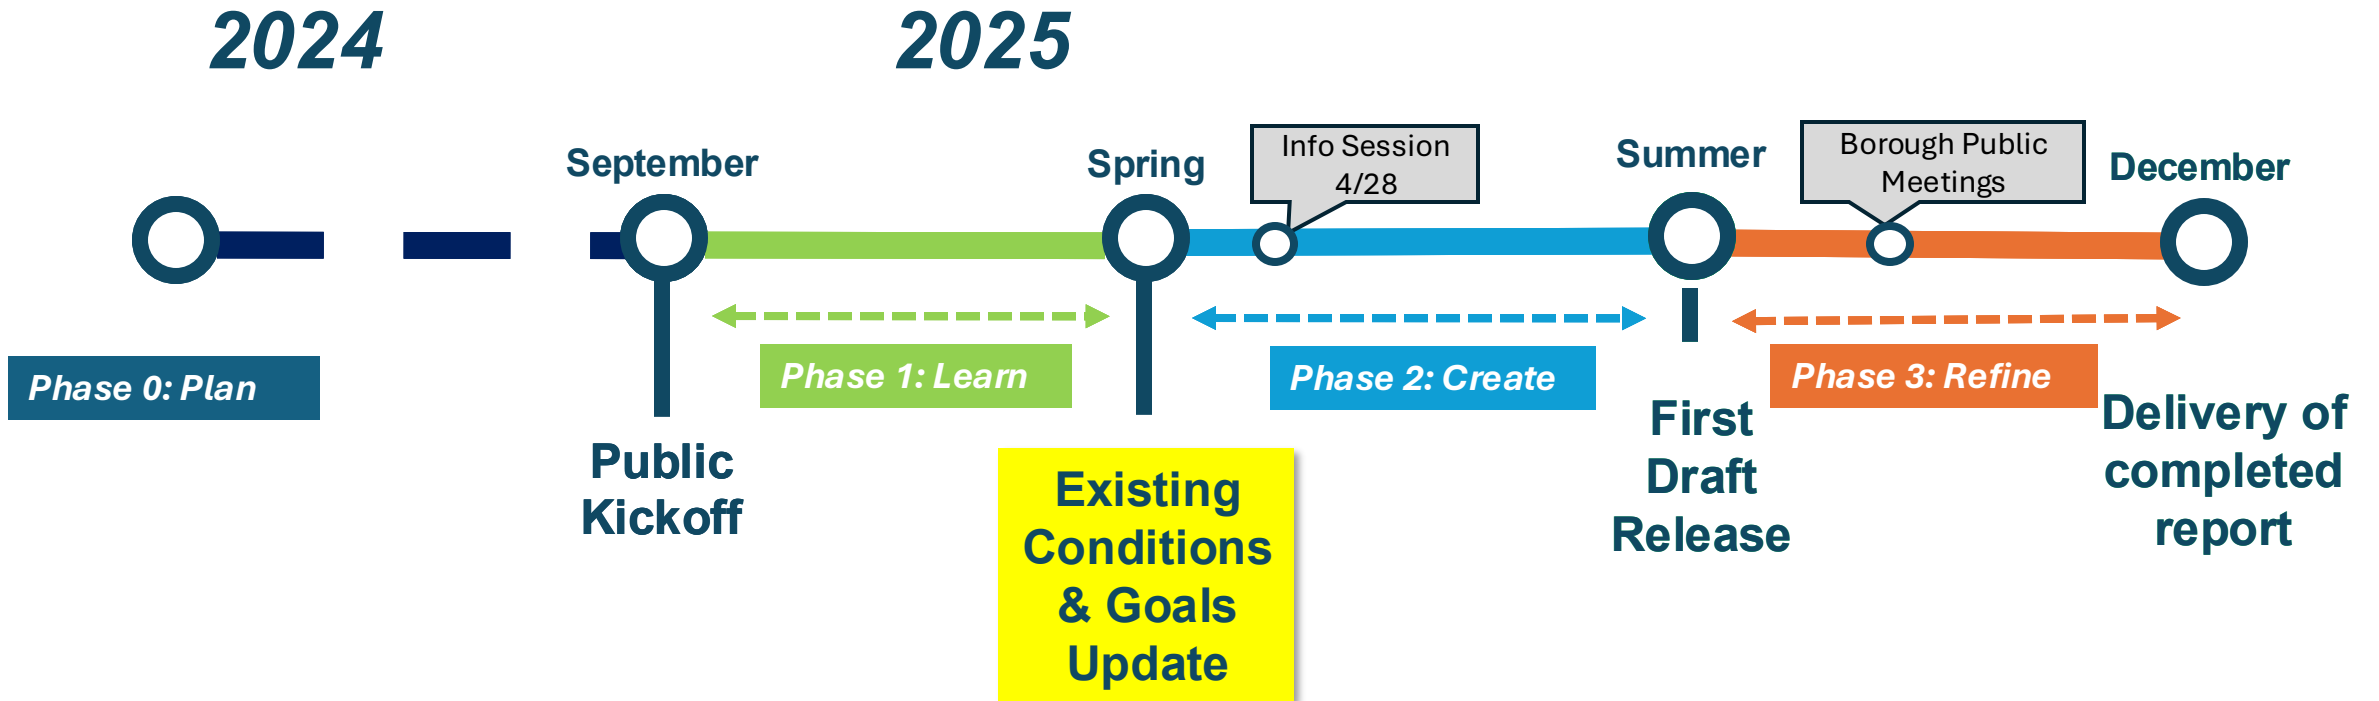 2024
2025
September
Spring
Info Session
4/28
Summer
Borough Public
Meetings
December
Phase 0: Plan
Phase 1: Learn
Phase 2: Create
Phase 3: Refine
Public
Kickoff
Existing
Conditions
& Goals
Update
First
Draft
Release
Delivery of
completed
report